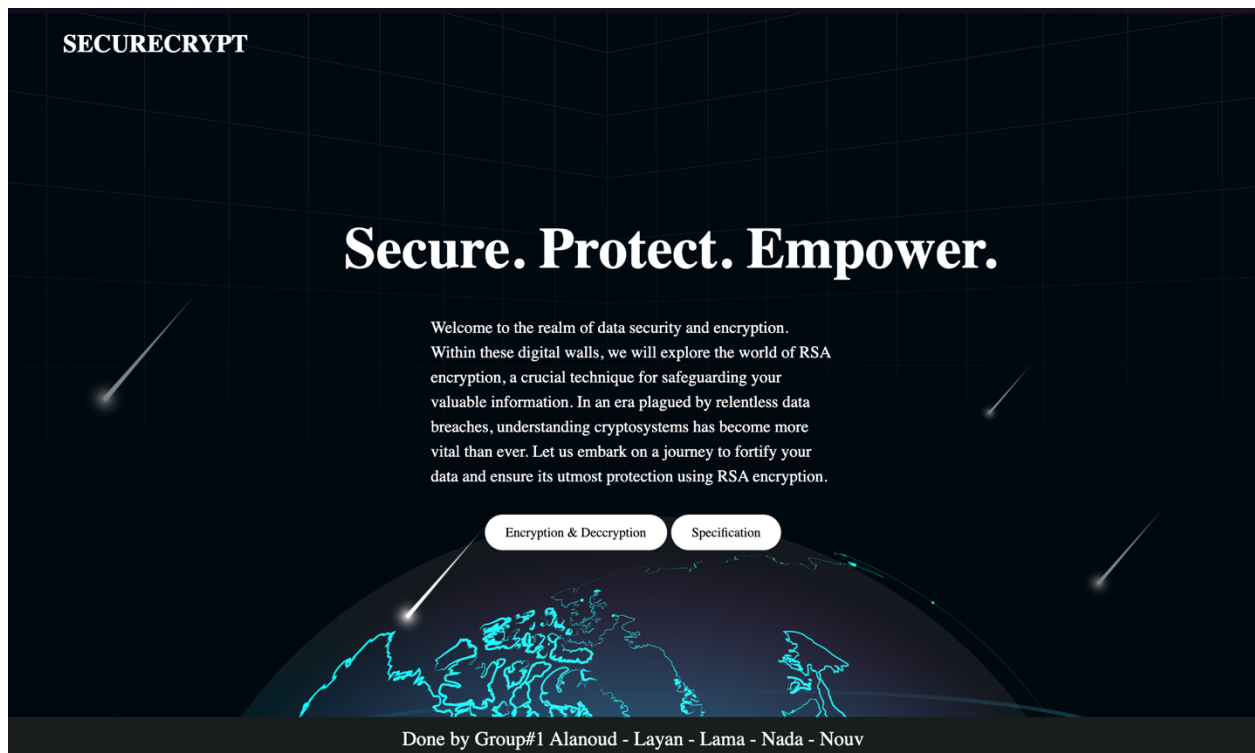 SECURECRYPT
Secure. Protect. Empower.
Welcome to the realm of data security and encryption.
Within these digital walls, we will explore the world of RSA
encryption, a crucial technique for safeguarding your
valuable information. In an era plagued by relentless data
breaches, understanding cryptosystems has become more
vital than ever. Let us embark on a journey to fortify your
data and ensure its utmost protection using RSA encryption.
Encryption & Deccryption Specification
Done by Group#1 Alanoud - Layan - Lama - Nada - Nouv